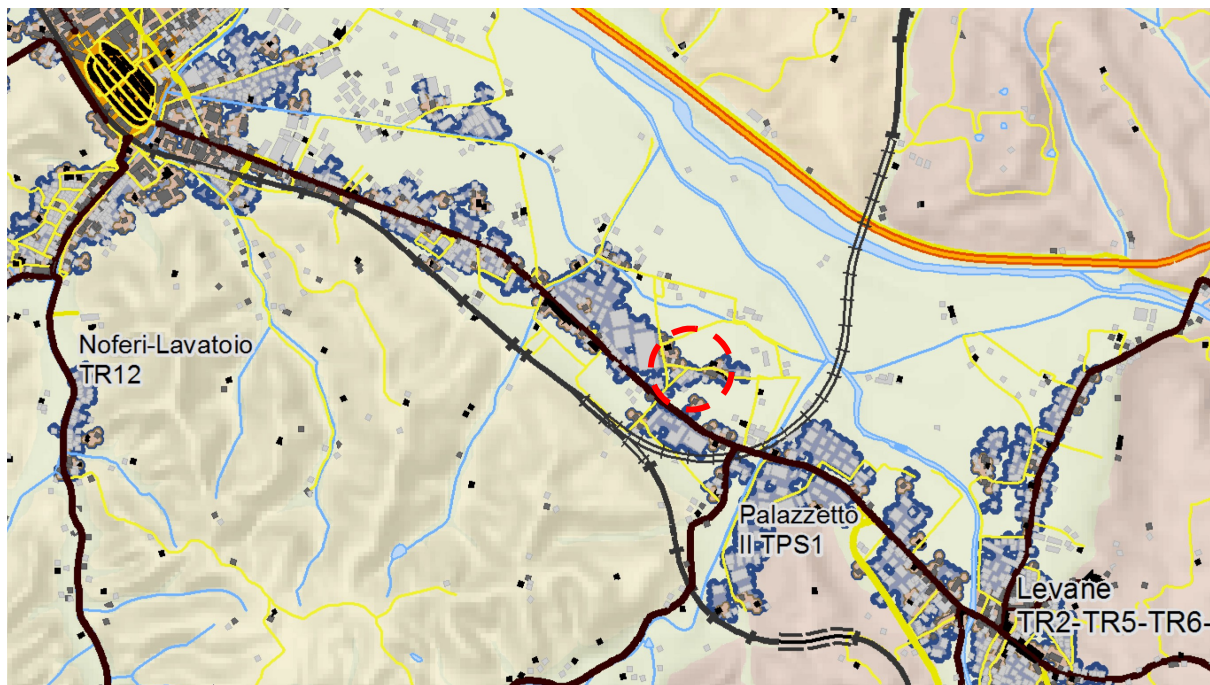 Noferi-Lavatoio
TR12
Palazzetto
II TPS1
Levane
TR2-TR5-TR6-